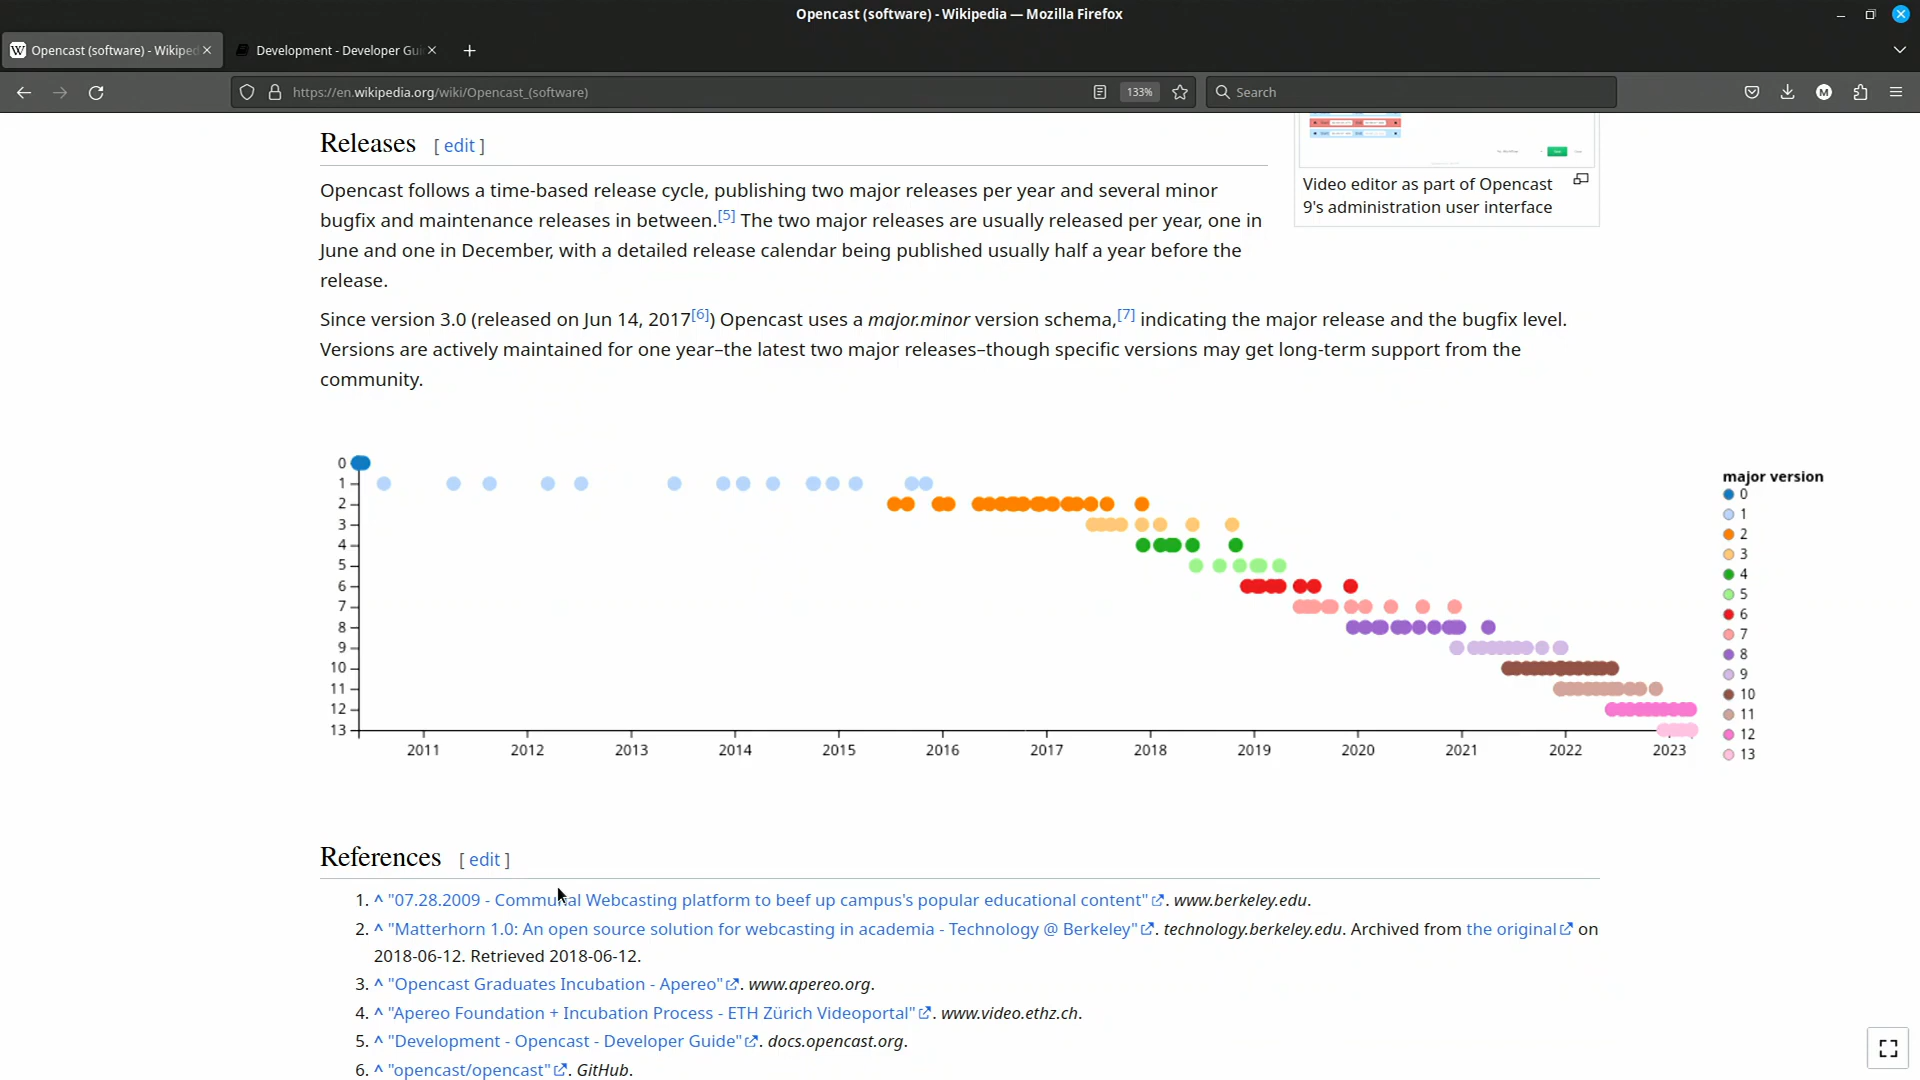 Opencast (software) - Wikipedia — Mozilla Firefox
Opencast (software) - Wikiped
Development - Developer Gui
https://en.wikipedia.org/wiki/Opencast_(software)
133%
Search
M
Releases [ edit ]
Opencast follows a time-based release cycle, publishing two major releases per year and several minor
bugfix and maintenance releases in between.[5] The two major releases are usually released per year, one in
June and one in December, with a detailed release calendar being published usually half a year before the
release.
Video editor as part of Opencast
9's administration user interface
Since version 3.0 (released on Jun 14, 2017[6]) Opencast uses a major.minor version schema,[7] indicating the major release and the bugfix level.
Versions are actively maintained for one year–the latest two major releases–though specific versions may get long-term support from the
community.
0
1
2
3
4
5
6
7
8
9
10
11
12
13
2011 2012 2013 2014 2015 2016 2017 2018 2019 2020 2021 2022 2023
major version
0
1
2
3
4
5
6
7
8
9
10
11
12
13
References [ edit ]
1. ^ "07.28.2009 - Communal Webcasting platform to beef up campus's popular educational content". www.berkeley.edu.
2. ^ "Matterhorn 1.0: An open source solution for webcasting in academia - Technology @ Berkeley". technology.berkeley.edu. Archived from the original on
2018-06-12. Retrieved 2018-06-12.
3. ^ "Opencast Graduates Incubation - Apereo". www.apereo.org.
4. ^ "Apereo Foundation + Incubation Process - ETH Zürich Videoportal". www.video.ethz.ch.
5. ^ "Development - Opencast - Developer Guide". docs.opencast.org.
6. ^ "opencast/opencast". GitHub.